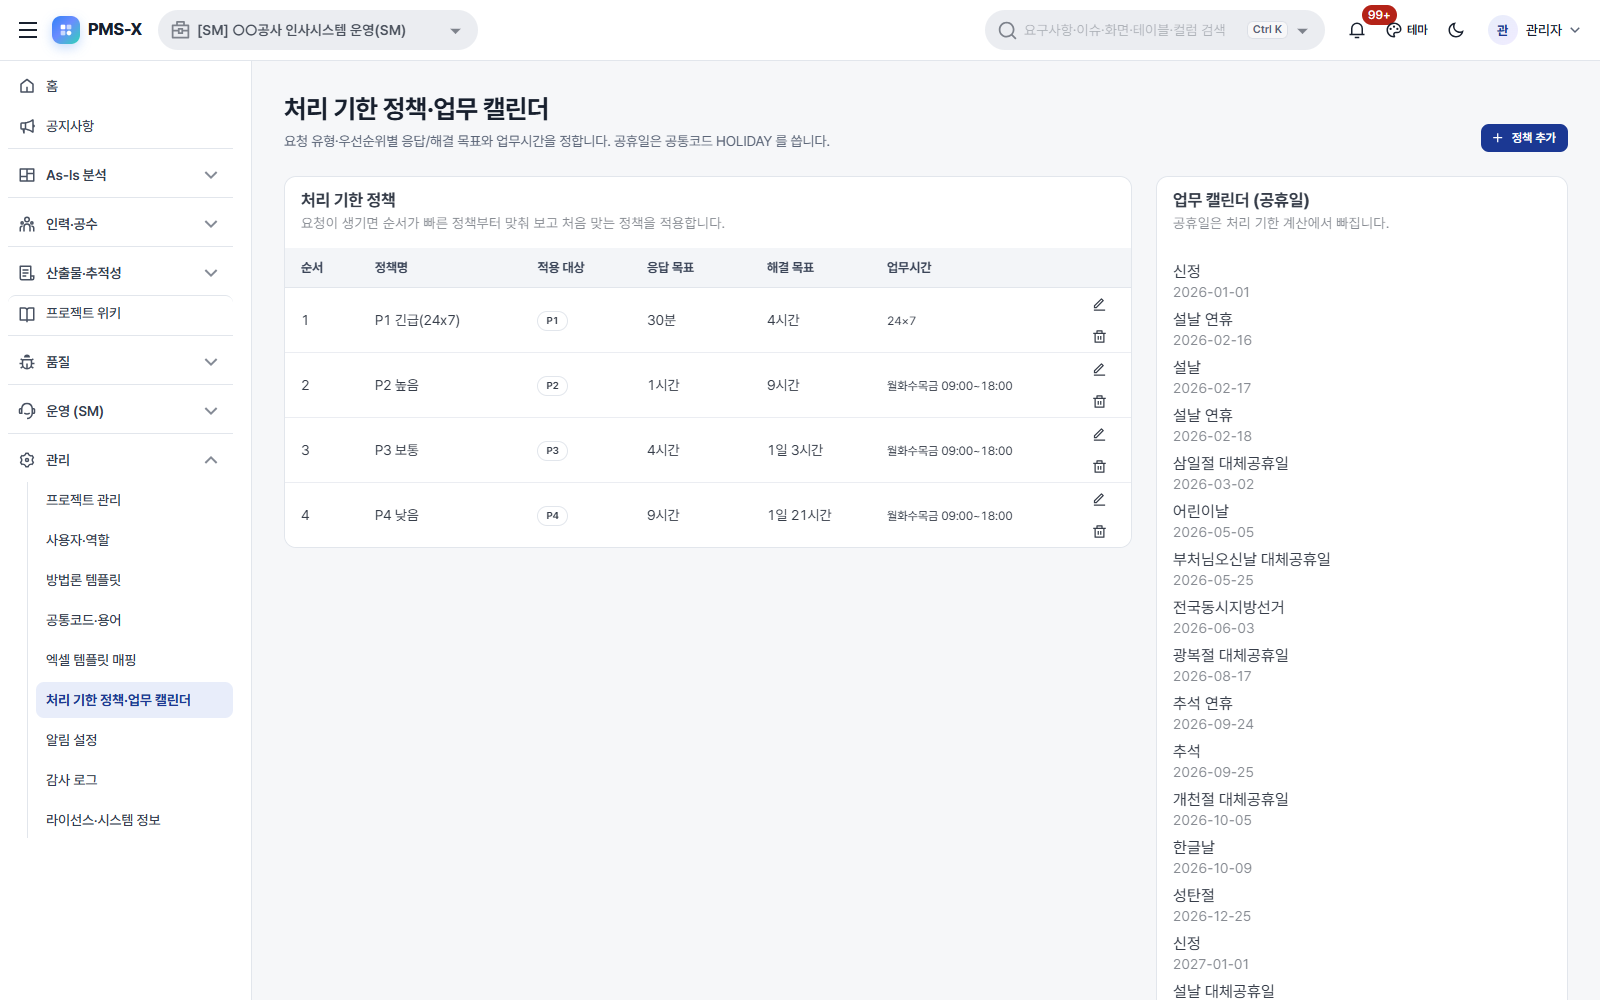 PMS-X
[SM] ○○공사 인사시스템 운영(SM)
요구사항·이슈·화면·테이블·컬럼 검색
Ctrl K
99+
테마
관
관리자
홈
공지사항
As-Is 분석
인력·공수
산출물·추적성
프로젝트 위키
품질
운영 (SM)
관리
프로젝트 관리
사용자·역할
방법론 템플릿
공통코드·용어
엑셀 템플릿 매핑
처리 기한 정책·업무 캘린더
알림 설정
감사 로그
라이선스·시스템 정보
처리 기한 정책·업무 캘린더
요청 유형·우선순위별 응답/해결 목표와 업무시간을 정합니다. 공휴일은 공통코드 HOLIDAY 를 씁니다.
정책 추가
처리 기한 정책
요청이 생기면 순서가 빠른 정책부터 맞춰 보고 처음 맞는 정책을 적용합니다.
순서 정책명 적용 대상 응답 목표 해결 목표 업무시간
1 P1 긴급(24x7) P1 30분 4시간 24×7
2 P2 높음 P2 1시간 9시간 월화수목금 09:00~18:00
3 P3 보통 P3 4시간 1일 3시간 월화수목금 09:00~18:00
4 P4 낮음 P4 9시간 1일 21시간 월화수목금 09:00~18:00
업무 캘린더 (공휴일)
공휴일은 처리 기한 계산에서 빠집니다.
신정
2026-01-01
설날 연휴
2026-02-16
설날
2026-02-17
설날 연휴
2026-02-18
삼일절 대체공휴일
2026-03-02
어린이날
2026-05-05
부처님오신날 대체공휴일
2026-05-25
전국동시지방선거
2026-06-03
광복절 대체공휴일
2026-08-17
추석 연휴
2026-09-24
추석
2026-09-25
개천절 대체공휴일
2026-10-05
한글날
2026-10-09
성탄절
2026-12-25
신정
2027-01-01
설날 대체공휴일